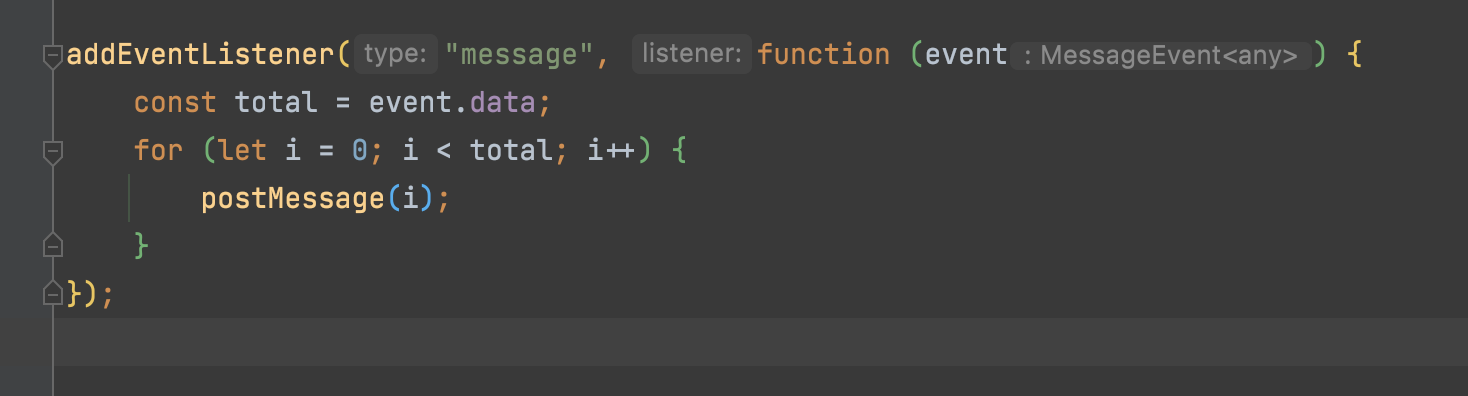 addEventListener( type: "message", listener: function (event : MessageEvent<any> ) {
    const total = event.data;
    for (let i = 0; i < total; i++) {
        postMessage(i);
    }
});